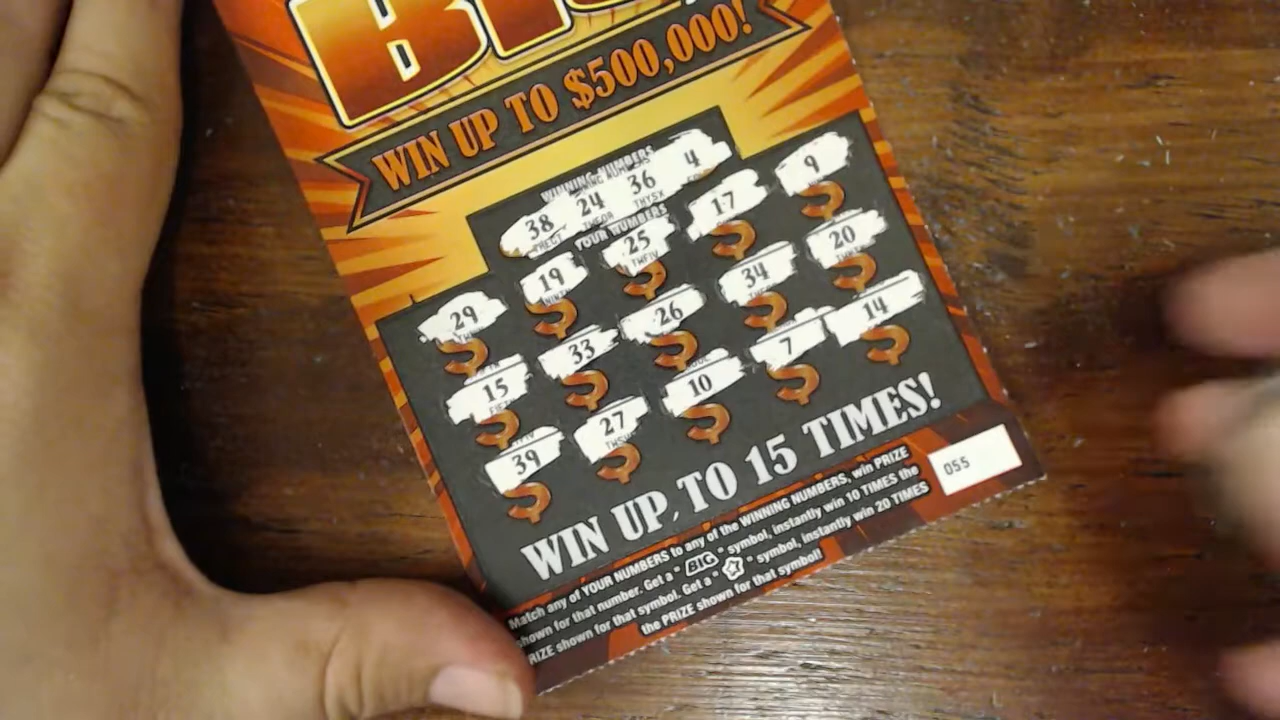 WIN UP TO $500,000!
WINNING NUMBERS
38 24 36 4
THEGT TWFOR THYSX
YOUR NUMBERS
29 19 25 17 9
TWFIV
15 33 26 34 20
39 27 10 7 14
WIN UP TO 15 TIMES!
Match any of YOUR NUMBERS to any of the WINNING NUMBERS, win PRIZE
shown for that number. Get a "BIG" symbol, instantly win 10 TIMES the
PRIZE shown for that symbol. Get a " " symbol, instantly win 20 TIMES
the PRIZE shown for that symbol!
055